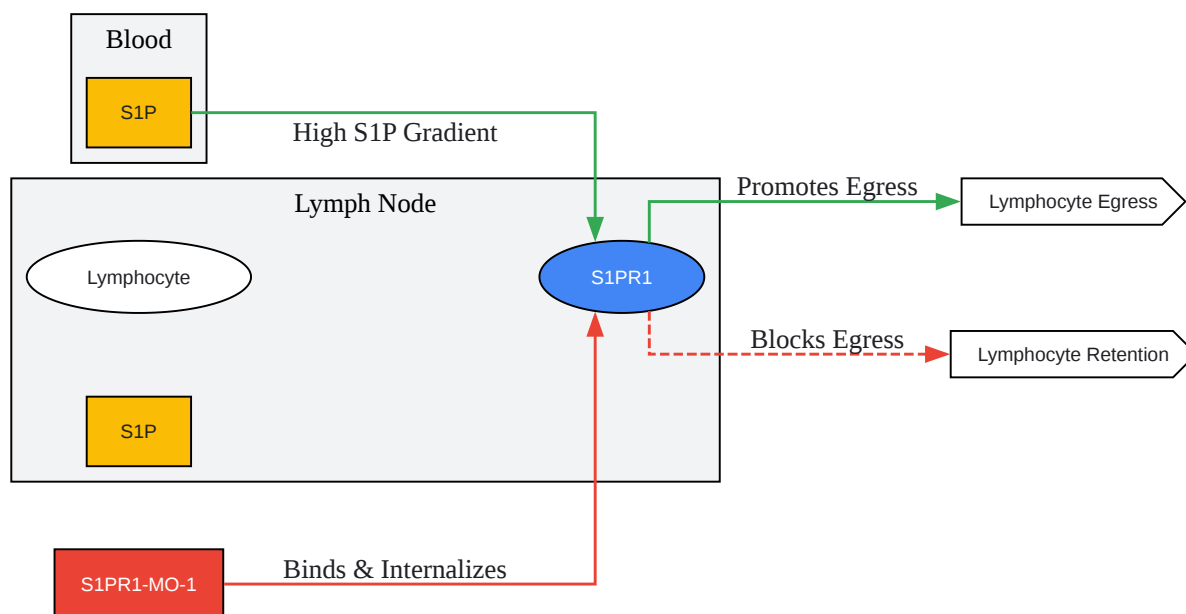 Blood
S1P
High S1P Gradient
Lymph Node
Promotes Egress
Lymphocyte Egress
Lymphocyte
S1PR1
Blocks Egress
Lymphocyte Retention
S1P
Binds & Internalizes
S1PR1-MO-1